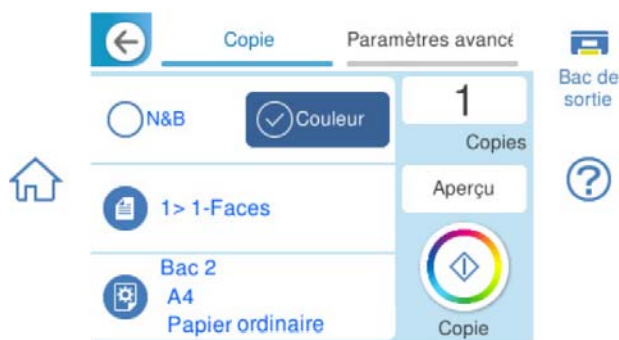 Copie
Paramètres avancé
Bac de
sortie
N&B
Couleur
1
Copies
1> 1-Faces
Aperçu
Bac 2
A4
Papier ordinaire
Copie